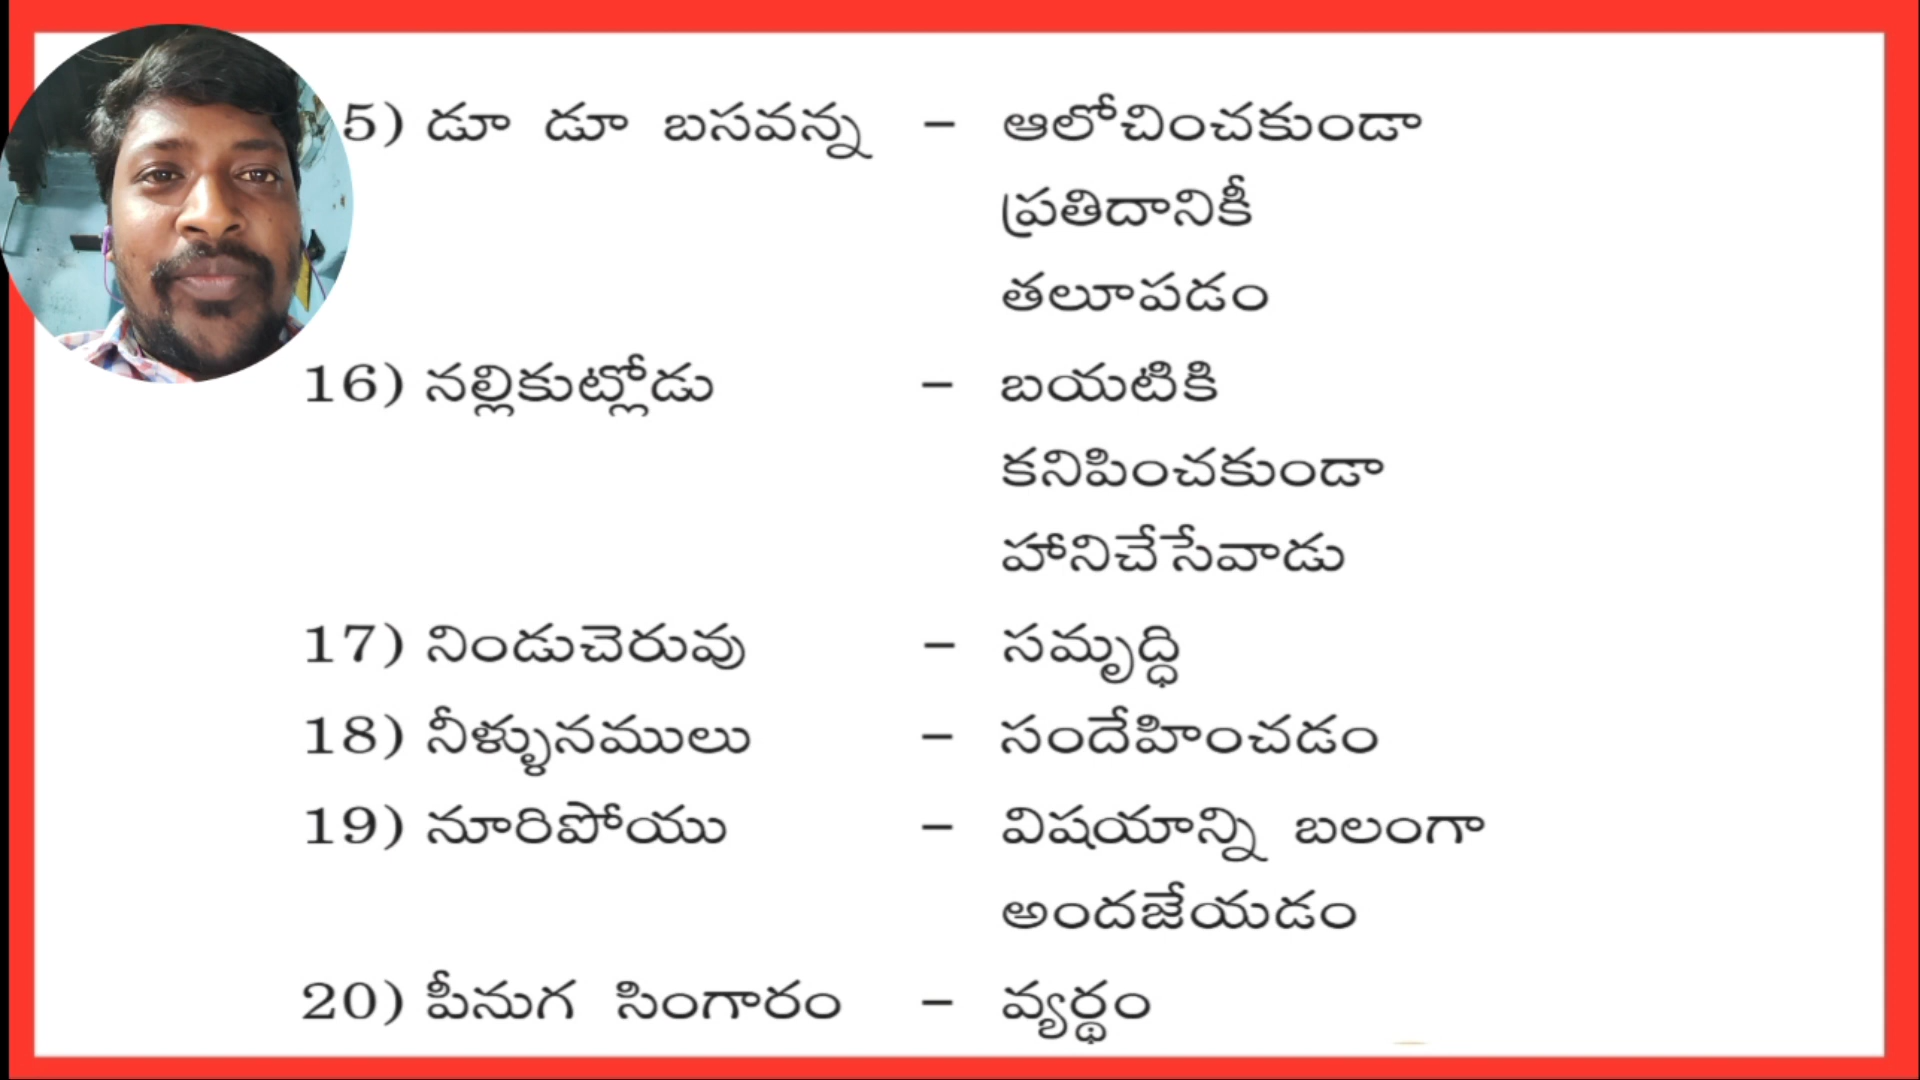 5) డూ డూ బసవన్న – ఆలోచించకుండా
ప్రతిదానికీ
తలూపడం
16) నల్లికుట్లోడు – బయటికి
కనిపించకుండా
హానిచేసేవాడు
17) నిండుచెరువు – సమృద్ధి
18) నీళ్ళునములు – సందేహించడం
19) నూరిపోయు – విషయాన్ని బలంగా
అందజేయడం
20) పీనుగ సింగారం – వ్యర్థం